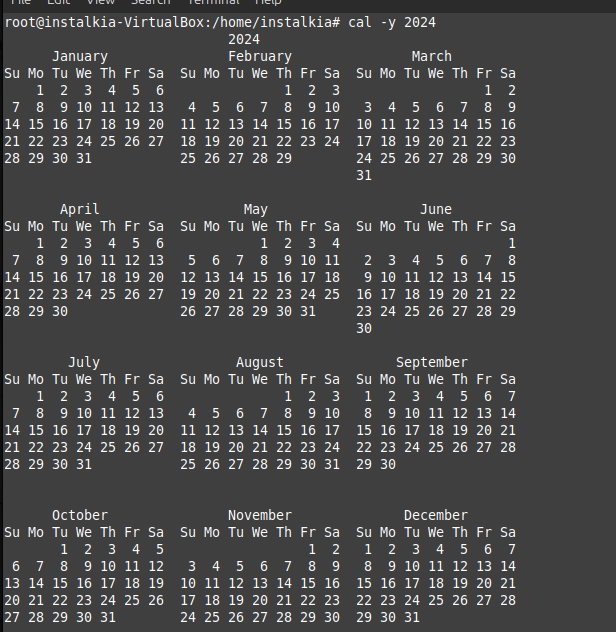 File Edit View Search Terminal Help
root@instalkia-VirtualBox:/home/instalkia# cal -y 2024
                            2024
      January               February               March
Su Mo Tu We Th Fr Sa  Su Mo Tu We Th Fr Sa  Su Mo Tu We Th Fr Sa
    1  2  3  4  5  6               1  2  3                  1  2
 7  8  9 10 11 12 13   4  5  6  7  8  9 10   3  4  5  6  7  8  9
14 15 16 17 18 19 20  11 12 13 14 15 16 17  10 11 12 13 14 15 16
21 22 23 24 25 26 27  18 19 20 21 22 23 24  17 18 19 20 21 22 23
28 29 30 31           25 26 27 28 29        24 25 26 27 28 29 30
                                            31
       April                  May                   June
Su Mo Tu We Th Fr Sa  Su Mo Tu We Th Fr Sa  Su Mo Tu We Th Fr Sa
    1  2  3  4  5  6            1  2  3  4                     1
 7  8  9 10 11 12 13   5  6  7  8  9 10 11   2  3  4  5  6  7  8
14 15 16 17 18 19 20  12 13 14 15 16 17 18   9 10 11 12 13 14 15
21 22 23 24 25 26 27  19 20 21 22 23 24 25  16 17 18 19 20 21 22
28 29 30              26 27 28 29 30 31     23 24 25 26 27 28 29
                                            30
        July                 August              September
Su Mo Tu We Th Fr Sa  Su Mo Tu We Th Fr Sa  Su Mo Tu We Th Fr Sa
    1  2  3  4  5  6               1  2  3   1  2  3  4  5  6  7
 7  8  9 10 11 12 13   4  5  6  7  8  9 10   8  9 10 11 12 13 14
14 15 16 17 18 19 20  11 12 13 14 15 16 17  15 16 17 18 19 20 21
21 22 23 24 25 26 27  18 19 20 21 22 23 24  22 23 24 25 26 27 28
28 29 30 31           25 26 27 28 29 30 31  29 30
      October               November              December
Su Mo Tu We Th Fr Sa  Su Mo Tu We Th Fr Sa  Su Mo Tu We Th Fr Sa
       1  2  3  4  5                  1  2   1  2  3  4  5  6  7
 6  7  8  9 10 11 12   3  4  5  6  7  8  9   8  9 10 11 12 13 14
13 14 15 16 17 18 19  10 11 12 13 14 15 16  15 16 17 18 19 20 21
20 21 22 23 24 25 26  17 18 19 20 21 22 23  22 23 24 25 26 27 28
27 28 29 30 31        24 25 26 27 28 29 30  29 30 31